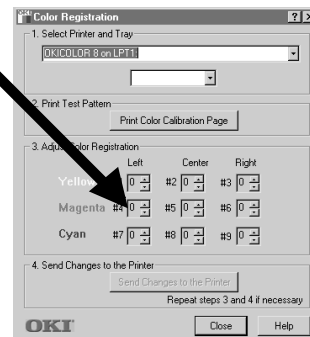 Color Registration
1. Select Printer and Tray
OKICOLOR 8 on LPT1:
2. Print Test Pattern
Print Color Calibration Page
3. Adjust Color Registration
Left Center Right
Yellow 0 #2 0 #3 0
Magenta #4 0 #5 0 #6 0
Cyan #7 0 #8 0 #9 0
4. Send Changes to the Printer
Send Changes to the Printer
Repeat steps 3 and 4 if necessary
OKI Close Help